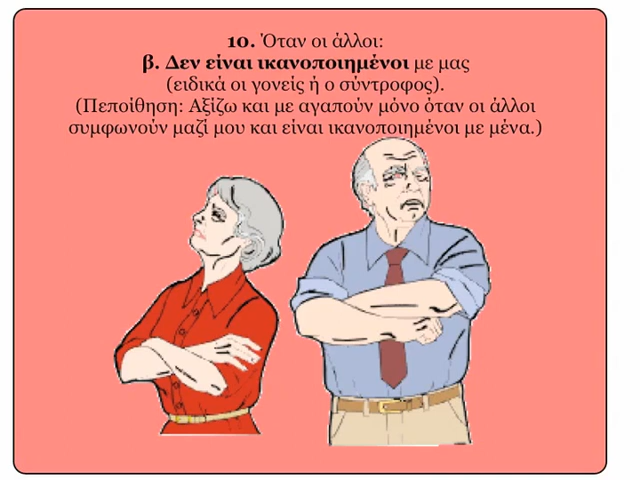 10. Όταν οι άλλοι:
β. Δεν είναι ικανοποιημένοι με μας
(ειδικά οι γονείς ή ο σύντροφος).
(Πεποίθηση: Αξίζω και με αγαπούν μόνο όταν οι άλλοι
συμφωνούν μαζί μου και είναι ικανοποιημένοι με μένα.)